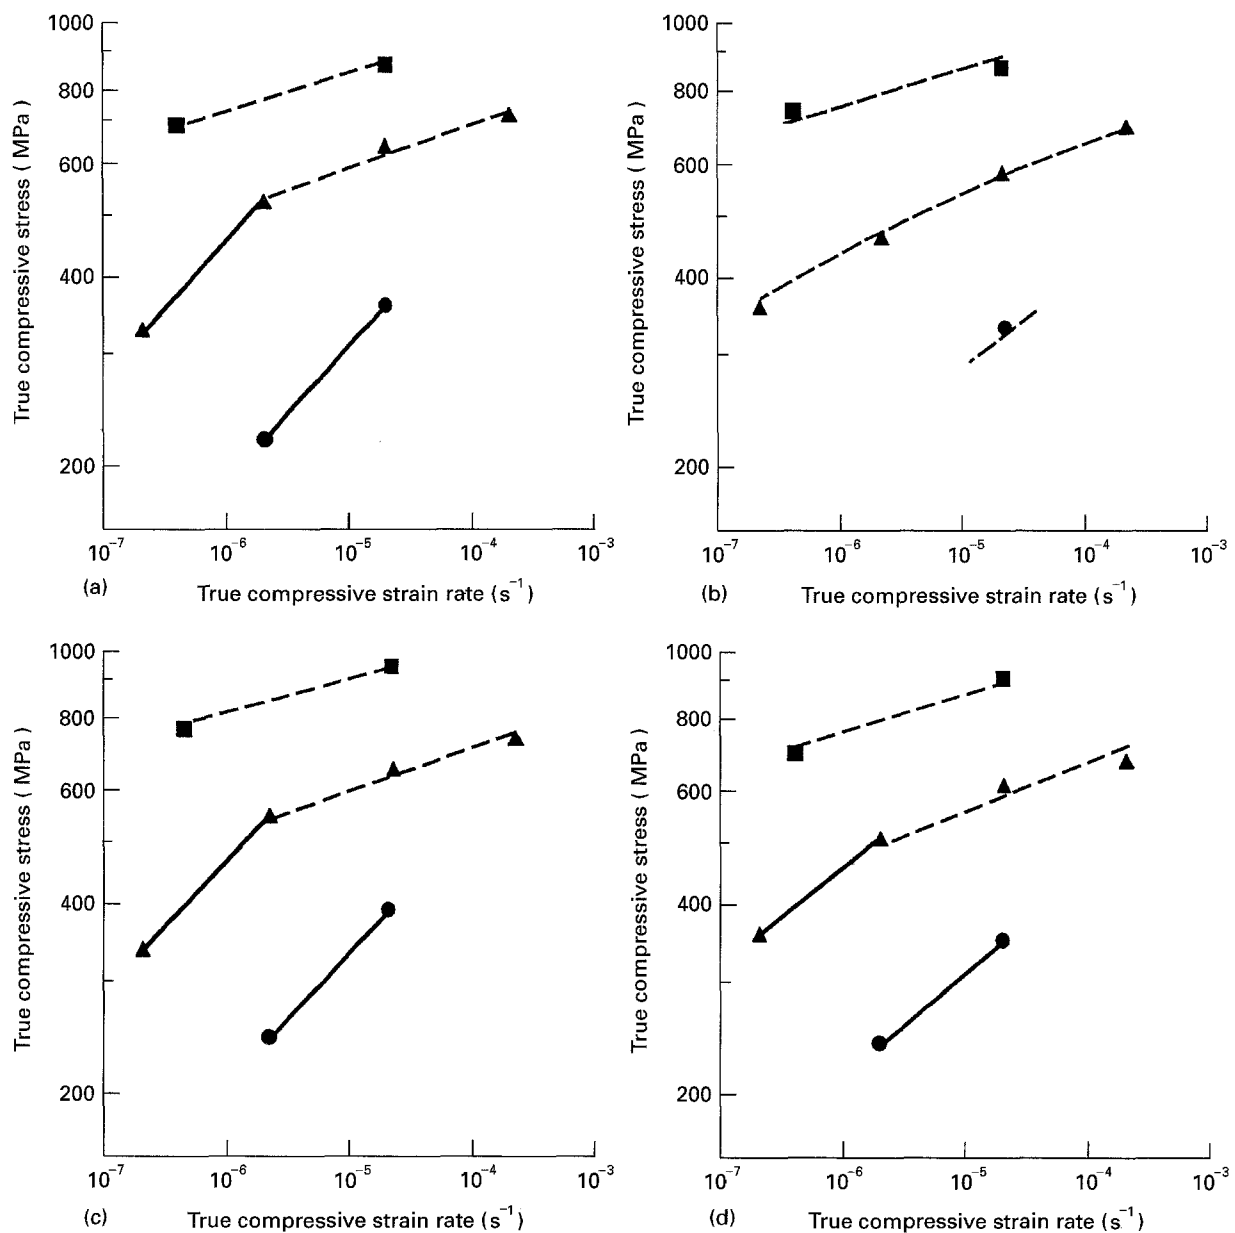 1000
800
600
400
200
True compressive stress ( MPa )
10⁻⁷ 10⁻⁶ 10⁻⁵ 10⁻⁴ 10⁻³
(a) True compressive strain rate (s⁻¹)
1000
800
600
400
200
True compressive stress ( MPa )
10⁻⁷ 10⁻⁶ 10⁻⁵ 10⁻⁴ 10⁻³
(b) True compressive strain rate (s⁻¹)
1000
800
600
400
200
True compressive stress ( MPa )
10⁻⁷ 10⁻⁶ 10⁻⁵ 10⁻⁴ 10⁻³
(c) True compressive strain rate (s⁻¹)
1000
800
600
400
200
True compressive stress ( MPa )
10⁻⁷ 10⁻⁶ 10⁻⁵ 10⁻⁴ 10⁻³
(d) True compressive strain rate (s⁻¹)